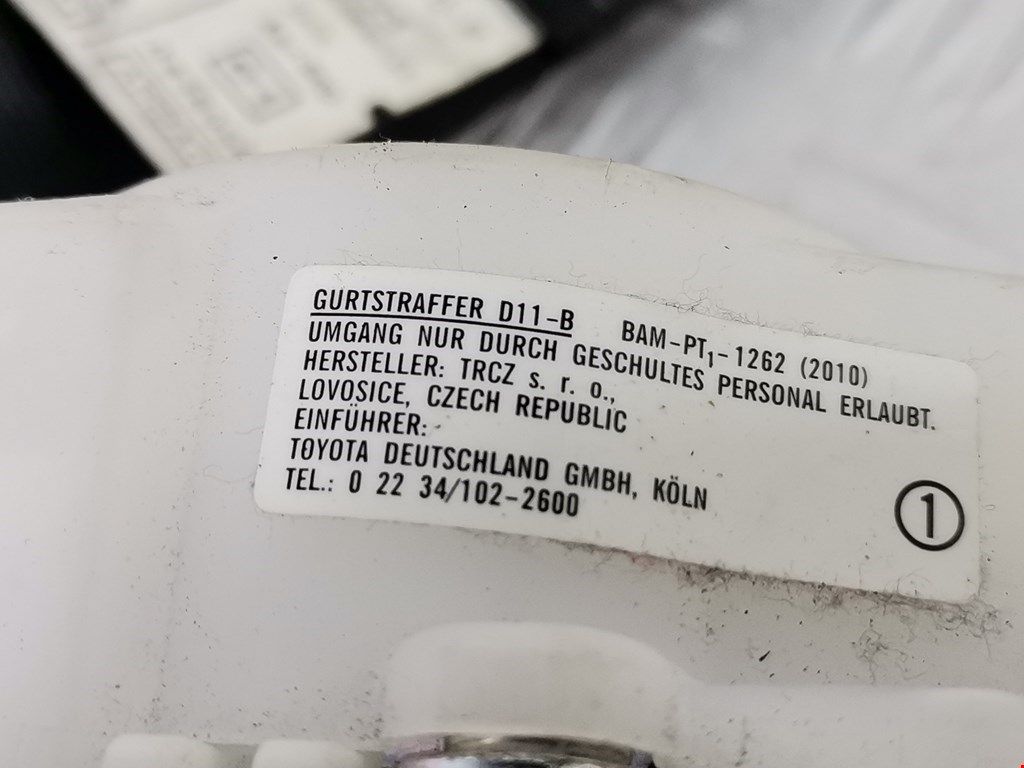 GURTSTRAFFER D11-B BAM-PT₁-1262 (2010)
UMGANG NUR DURCH GESCHULTES PERSONAL ERLAUBT.
HERSTELLER: TRCZ s. r. o.,
LOVOSICE, CZECH REPUBLIC
EINFÜHRER:
TOYOTA DEUTSCHLAND GMBH, KÖLN
TEL.: 0 22 34/102-2600
①